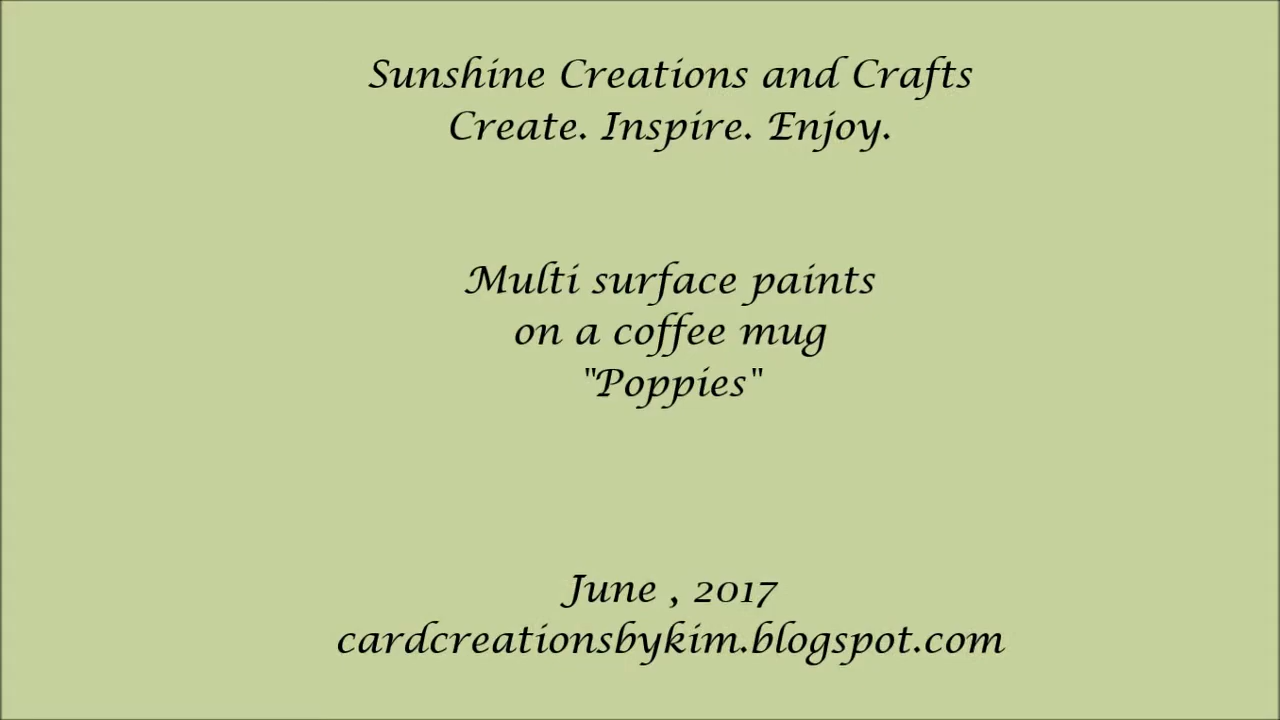 Sunshine Creations and Crafts
Create. Inspire. Enjoy.
Multi surface paints
on a coffee mug
"Poppies"
June , 2017
cardcreationsbykim.blogspot.com